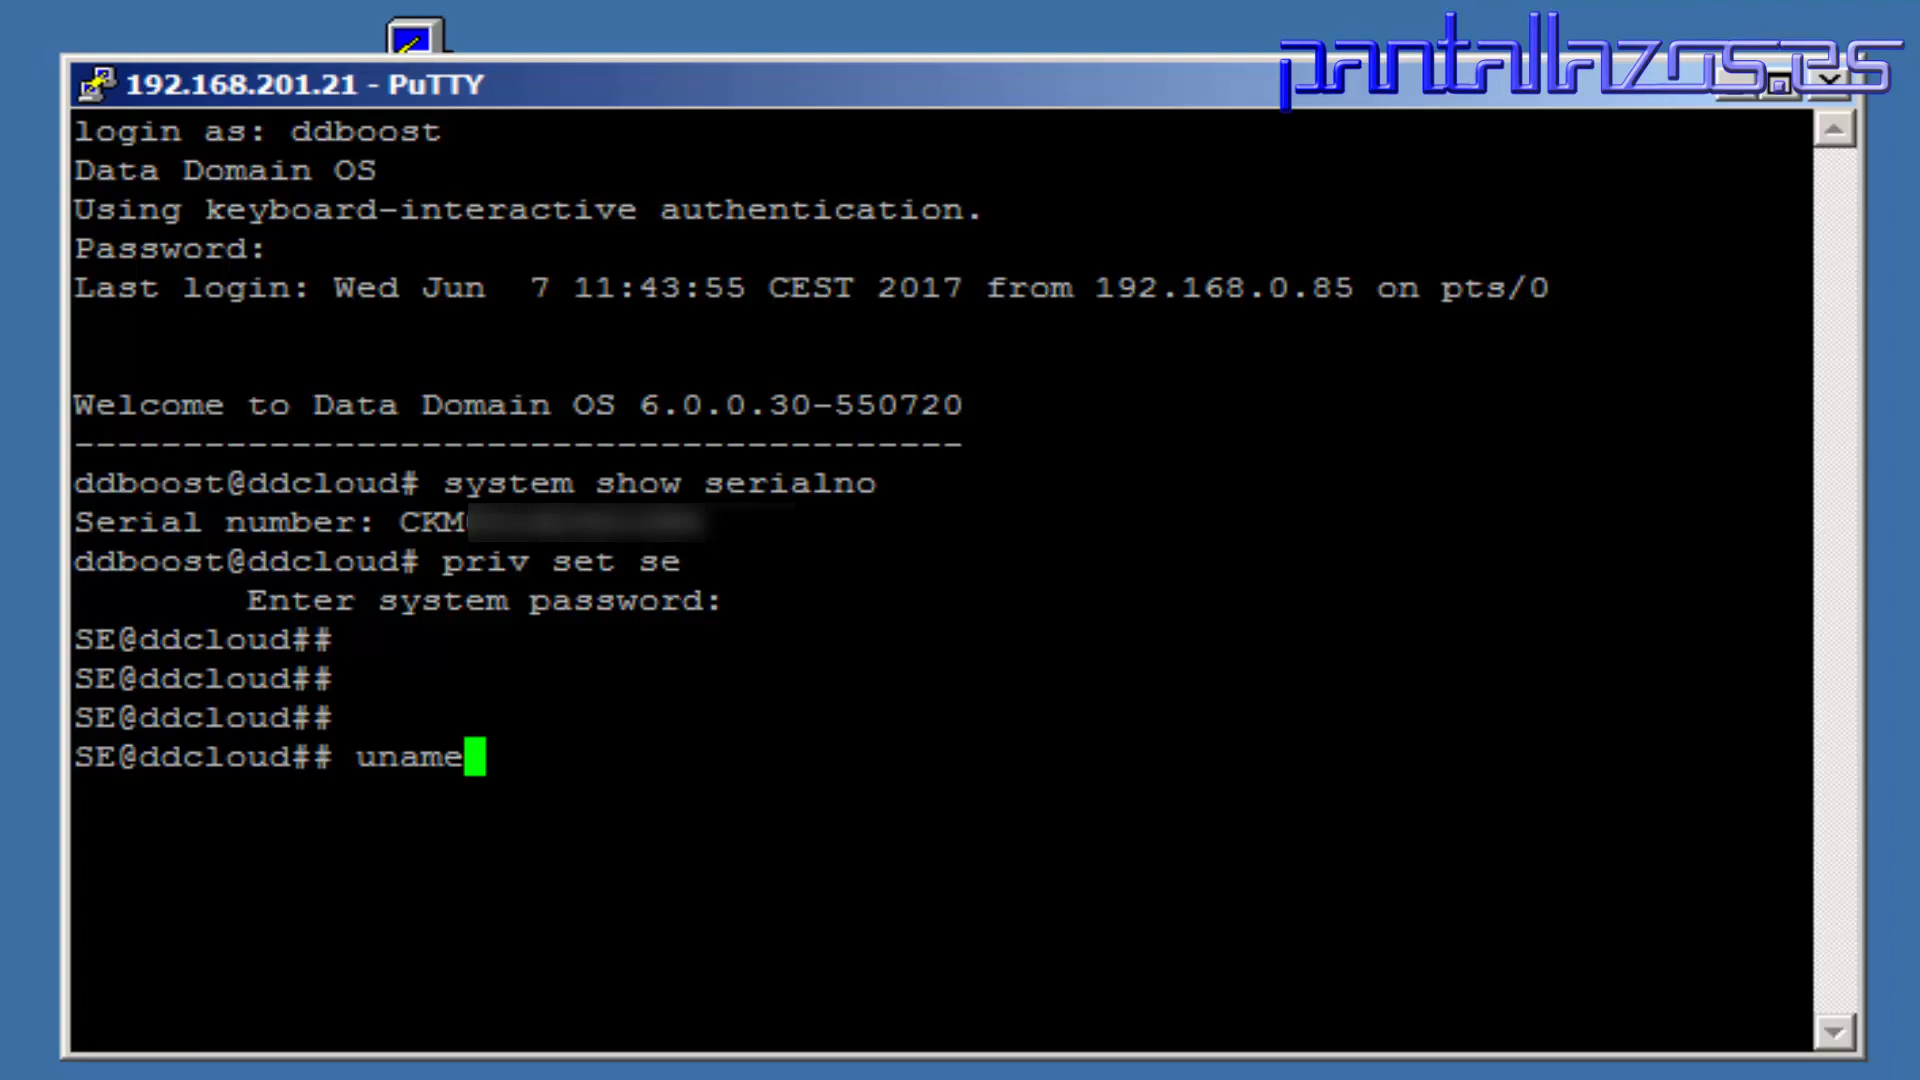 pantallazos.es
192.168.201.21 - PuTTY
login as: ddboost
Data Domain OS
Using keyboard-interactive authentication.
Password:
Last login: Wed Jun  7 11:43:55 CEST 2017 from 192.168.0.85 on pts/0
Welcome to Data Domain OS 6.0.0.30-550720
-----------------------------------------
ddboost@ddcloud# system show serialno
Serial number: CKM
ddboost@ddcloud# priv set se
Enter system password:
SE@ddcloud##
SE@ddcloud##
SE@ddcloud##
SE@ddcloud## uname